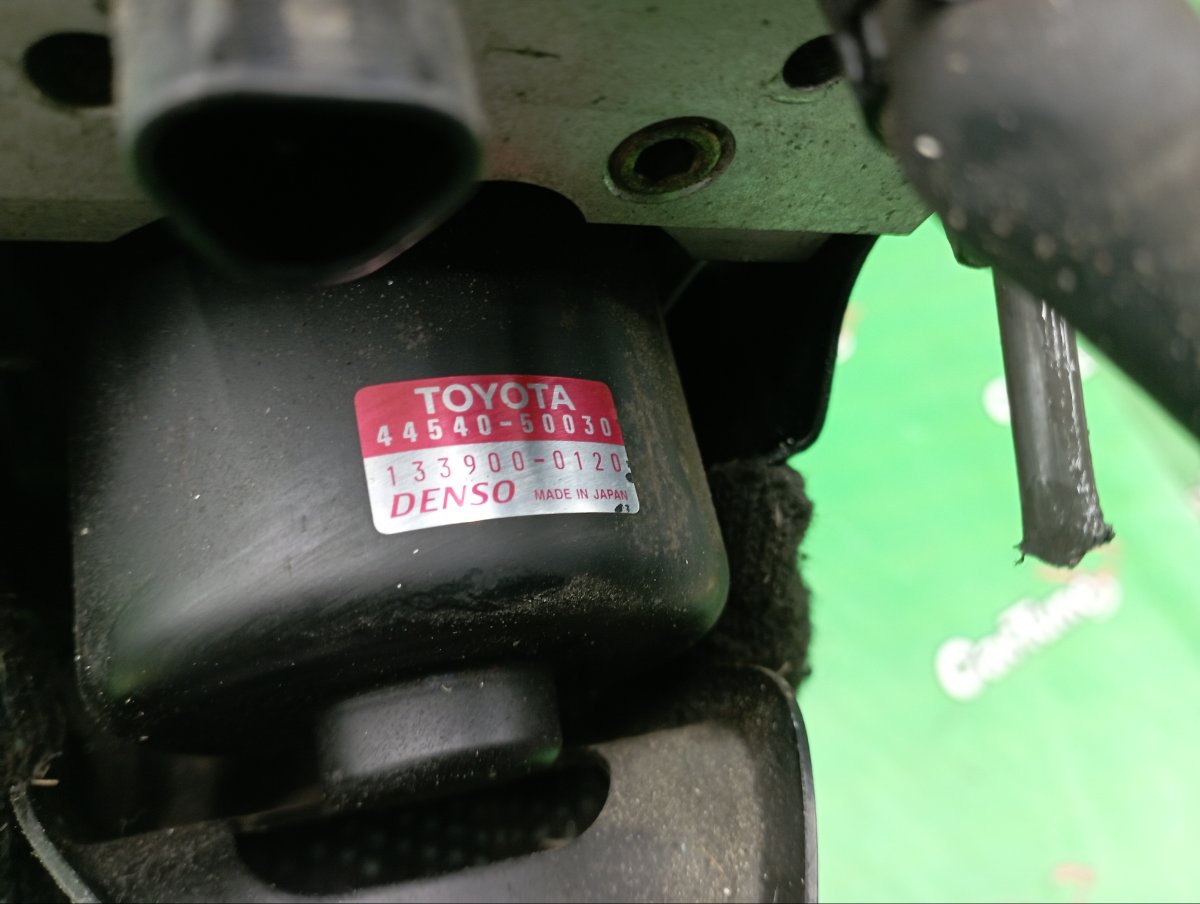 TOYOTA
44540-50030
133900-0120
DENSO MADE IN JAPAN